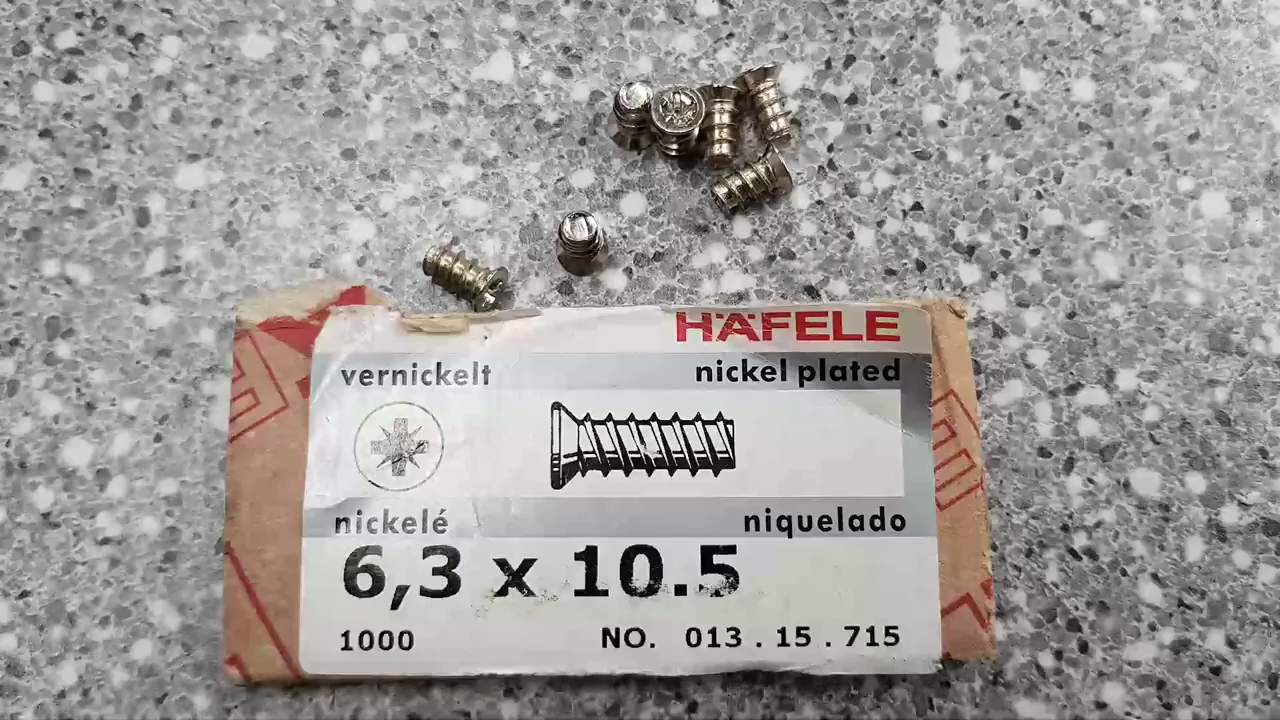 HÄFELE
vernickelt nickel plated
nickelé niquelado
6,3 x 10.5
1000 NO. 013.15.715